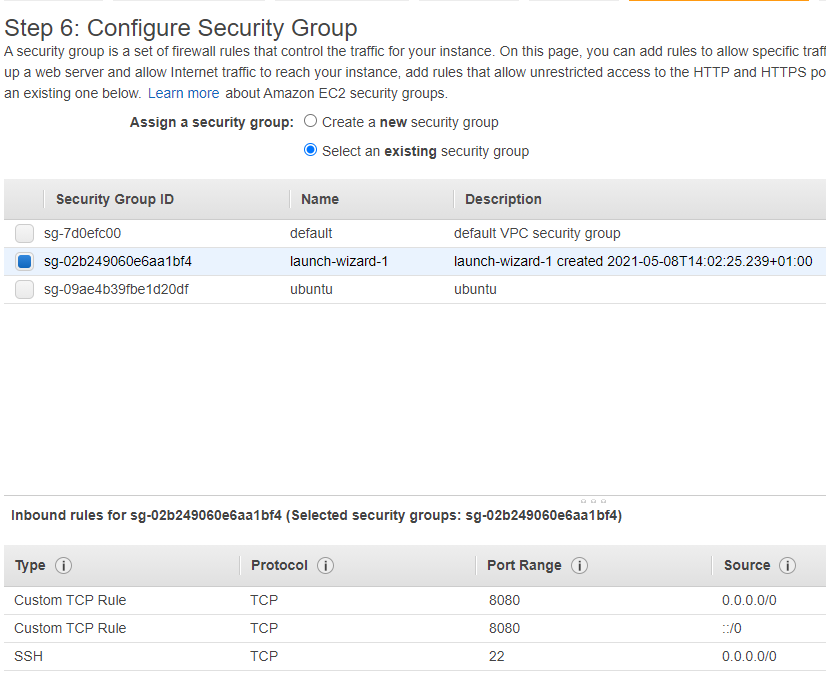 Step 6: Configure Security Group
A security group is a set of firewall rules that control the traffic for your instance. On this page, you can add rules to allow specific
up a web server and allow Internet traffic to reach your instance, add rules that allow unrestricted access to the HTTP and HTTPS po
an existing one below. Learn more about Amazon EC2 security groups.
Assign a security group: Create a new security group
Select an existing security group
Security Group ID Name Description
sg-7d0efc00 default default VPC security group
sg-02b249060e6aa1bf4 launch-wizard-1 launch-wizard-1 created 2021-05-08T14:02:25.239+01:00
sg-09ae4b39fbe1d20df ubuntu ubuntu
Inbound rules for sg-02b249060e6aa1bf4 (Selected security groups: sg-02b249060e6aa1bf4)
Type i Protocol i Port Range i Source i
Custom TCP Rule TCP 8080 0.0.0.0/0
Custom TCP Rule TCP 8080 ::/0
SSH TCP 22 0.0.0.0/0